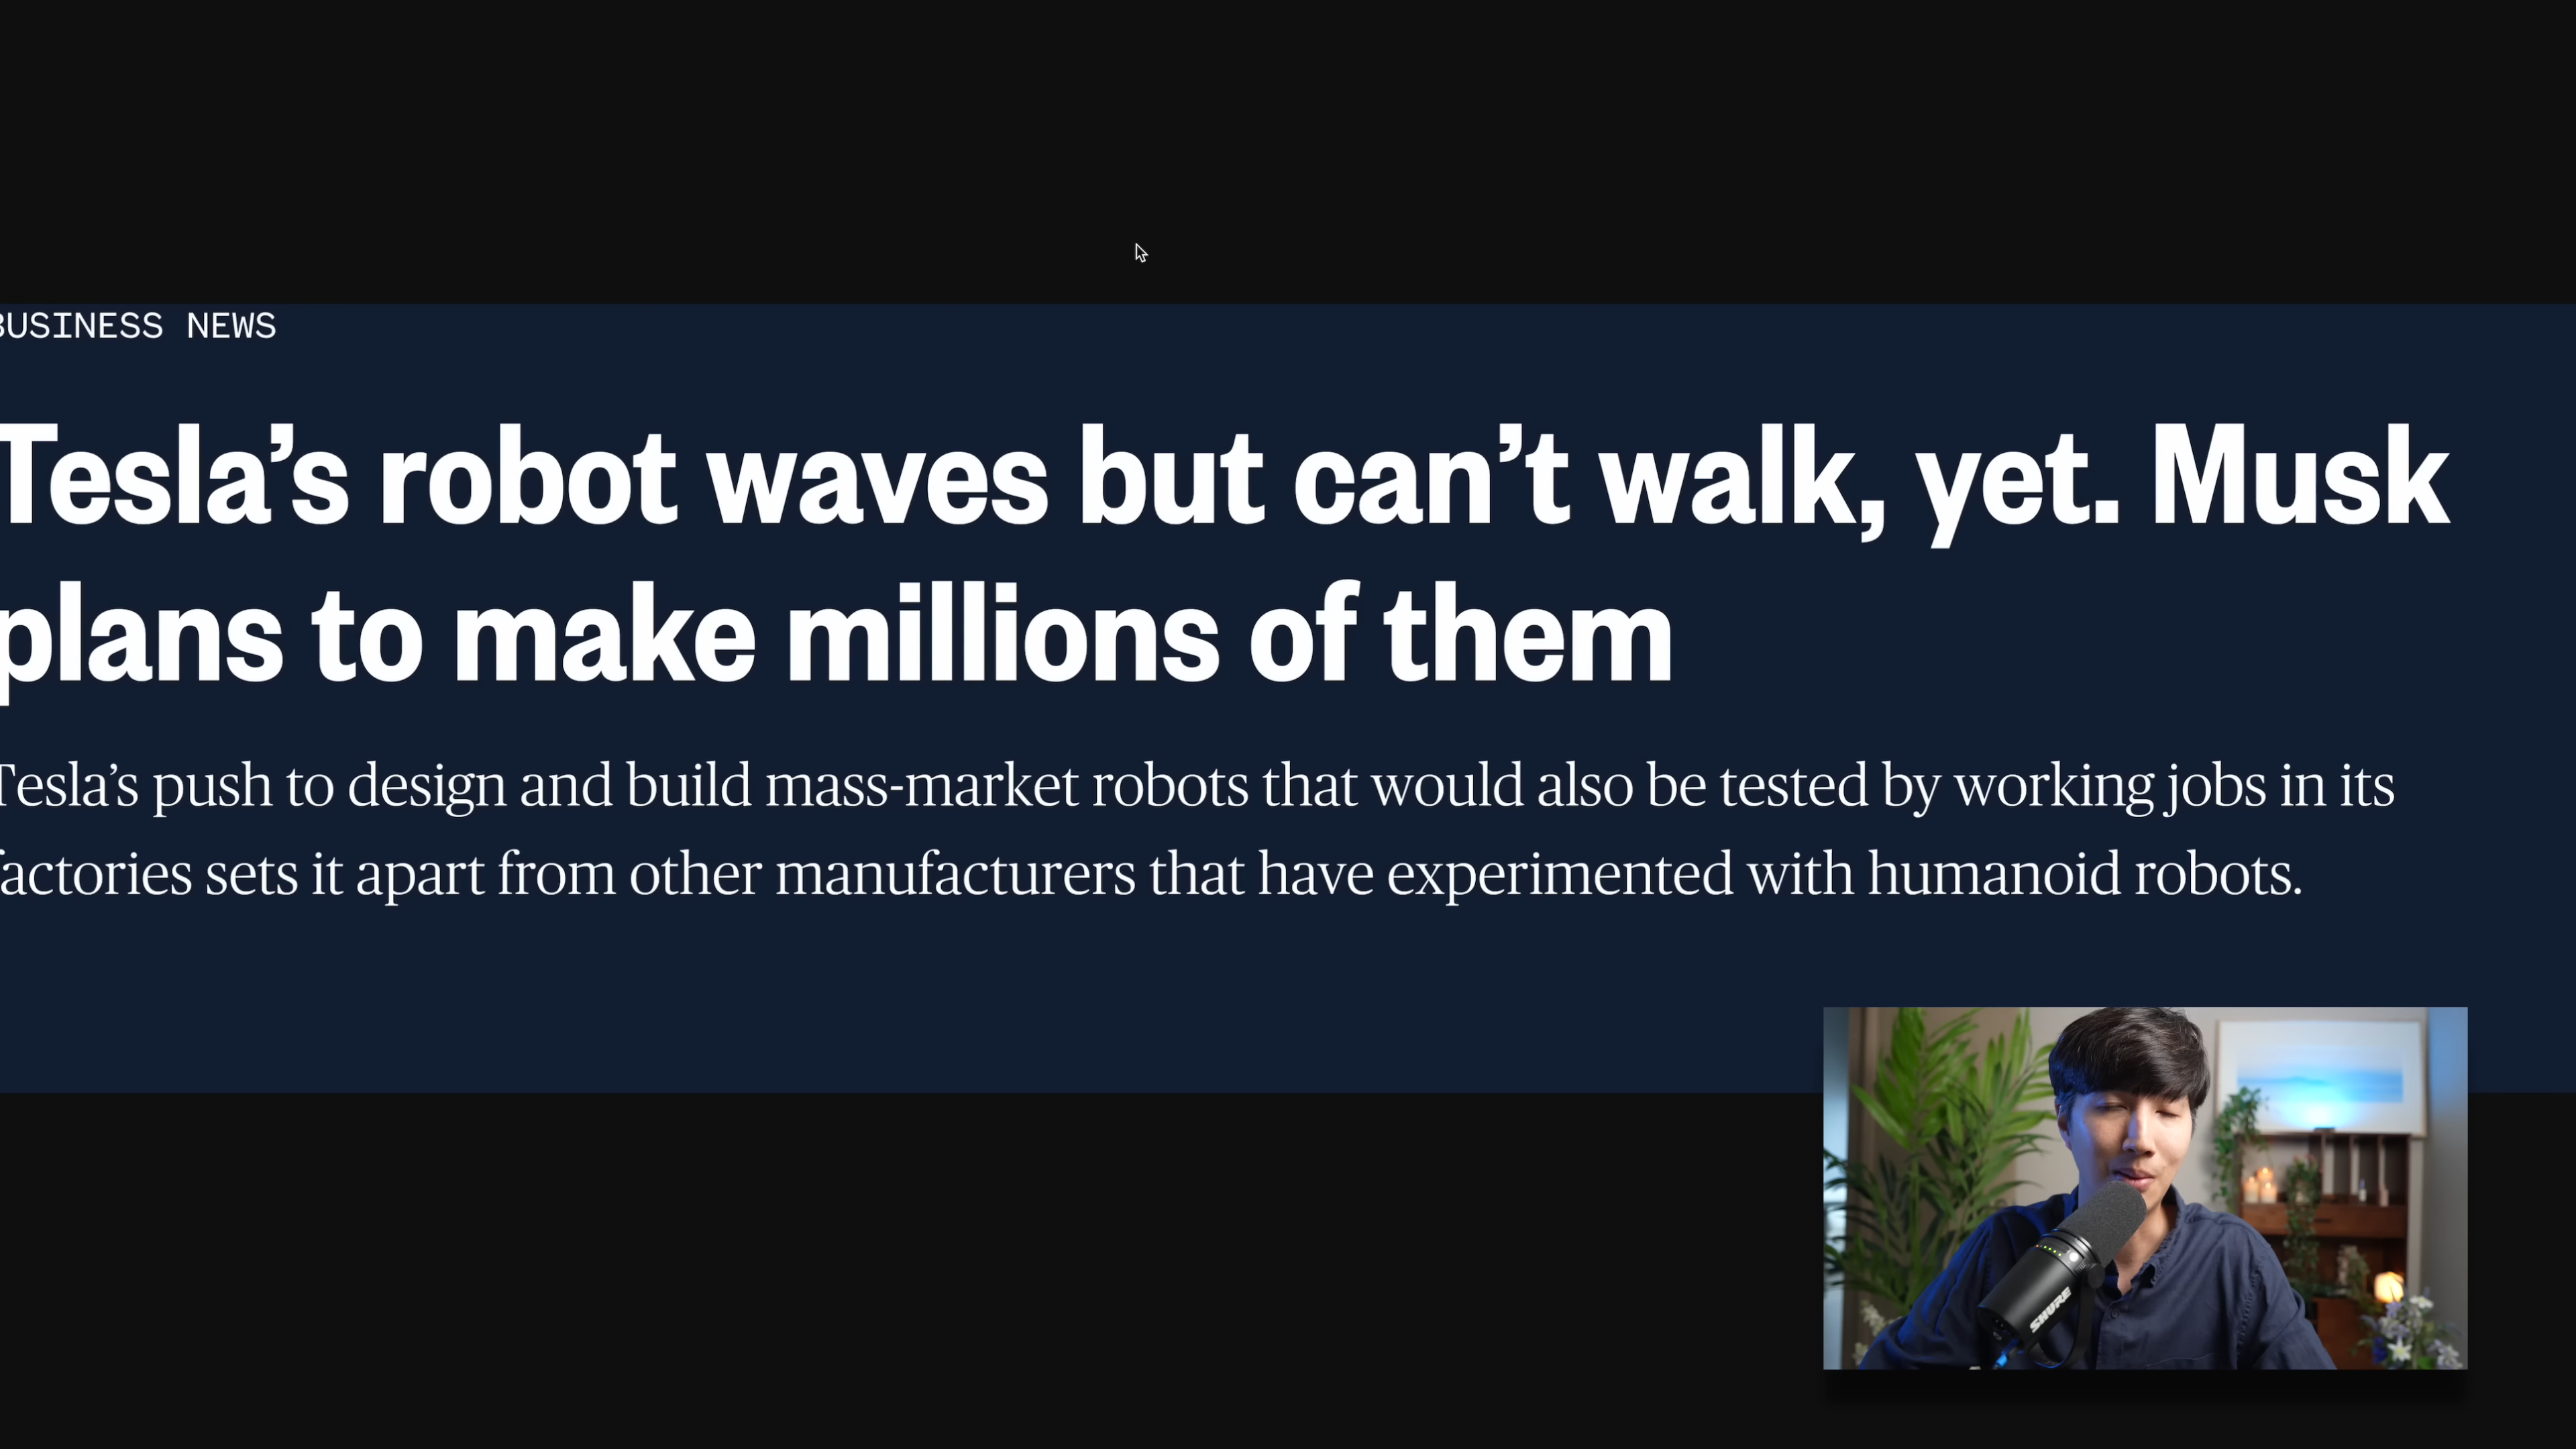 BUSINESS NEWS
Tesla’s robot waves but can’t walk, yet. Musk
plans to make millions of them
Tesla’s push to design and build mass-market robots that would also be tested by working jobs in its
factories sets it apart from other manufacturers that have experimented with humanoid robots.
SHURE